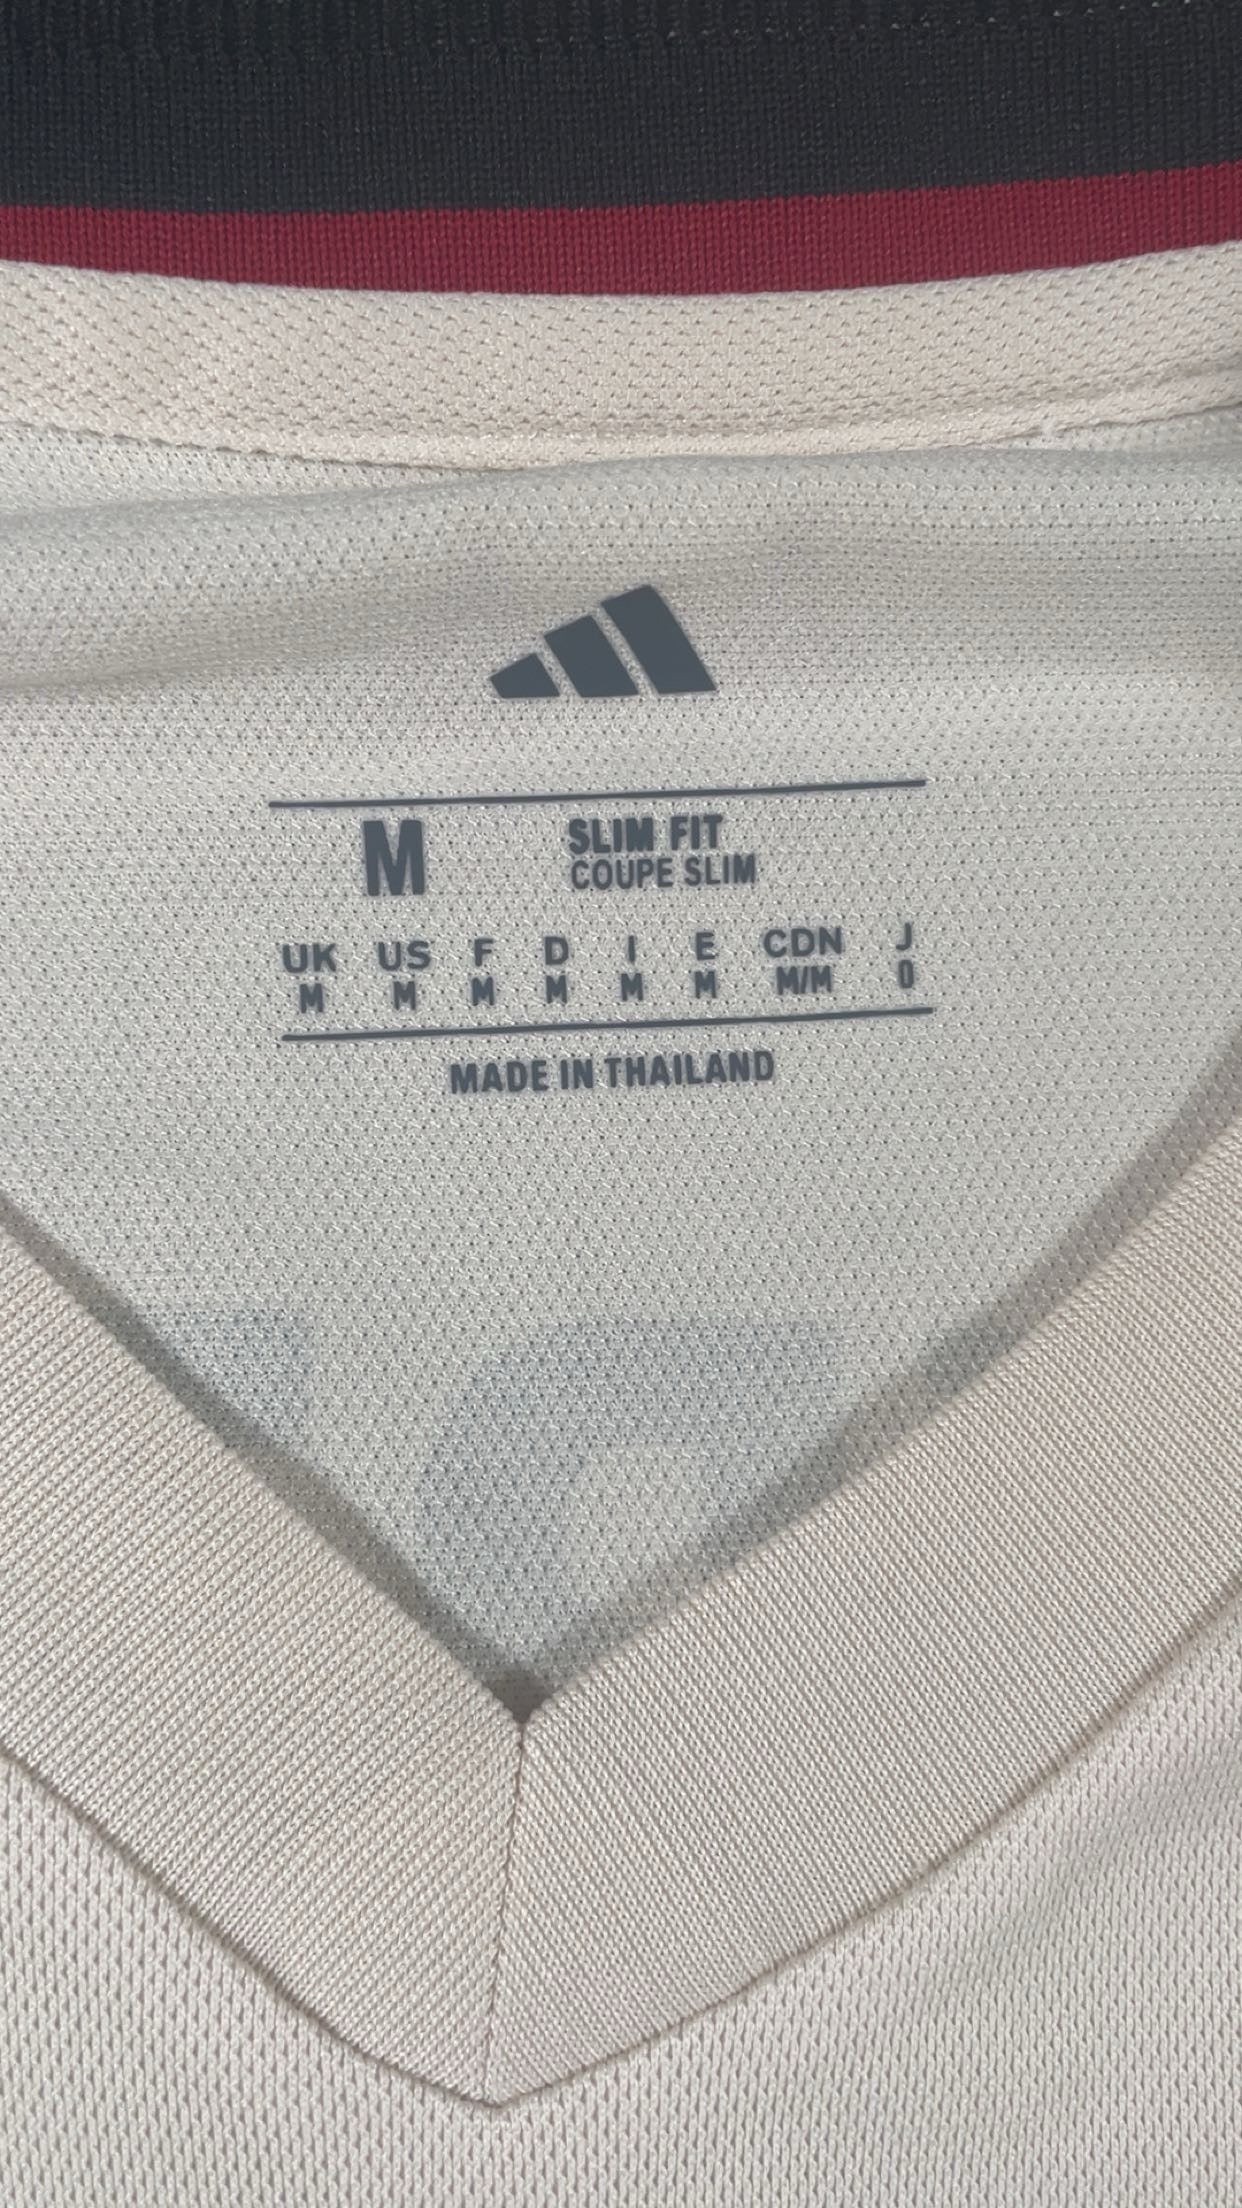 M SLIM FIT
COUPE SLIM
UK US F D I E CDN J
M M M M M M M/M O
MADE IN THAILAND